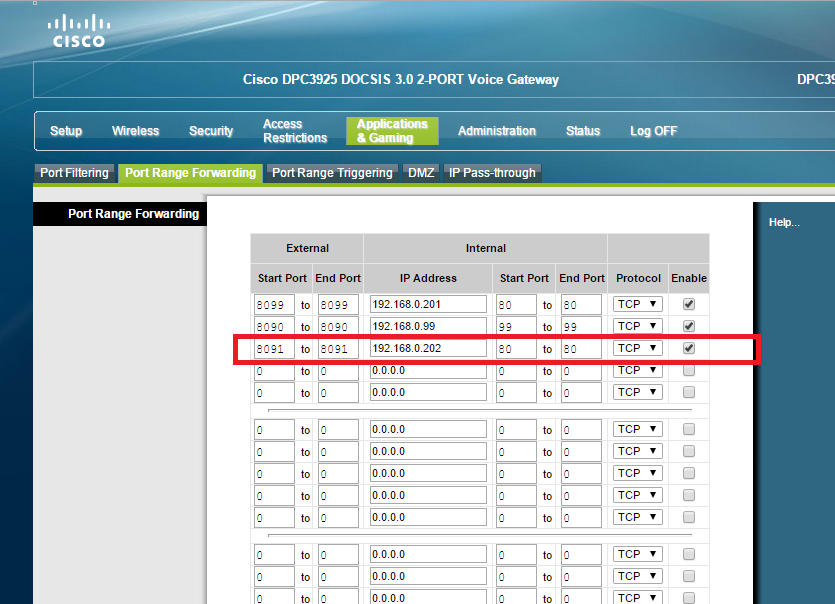 CISCO
Cisco DPC3925 DOCSIS 3.0 2-PORT Voice Gateway DPC39
Setup Wireless Security Access Restrictions Applications & Gaming Administration Status Log OFF
Port Filtering Port Range Forwarding Port Range Triggering DMZ IP Pass-through
Port Range Forwarding
Help...
External Internal
Start Port End Port IP Address Start Port End Port Protocol Enable
8099 to 8099 192.168.0.201 80 to 80 TCP
8090 to 8090 192.168.0.99 99 to 99 TCP
8091 to 8091 192.168.0.202 80 to 80 TCP
0 to 0 0.0.0.0 0 to 0 TCP
0 to 0 0.0.0.0 0 to 0 TCP
0 to 0 0.0.0.0 0 to 0 TCP
0 to 0 0.0.0.0 0 to 0 TCP
0 to 0 0.0.0.0 0 to 0 TCP
0 to 0 0.0.0.0 0 to 0 TCP
0 to 0 0.0.0.0 0 to 0 TCP
0 to 0 0.0.0.0 0 to 0 TCP
0 to 0 0.0.0.0 0 to 0 TCP
0 to 0 0.0.0.0 0 to 0 TCP